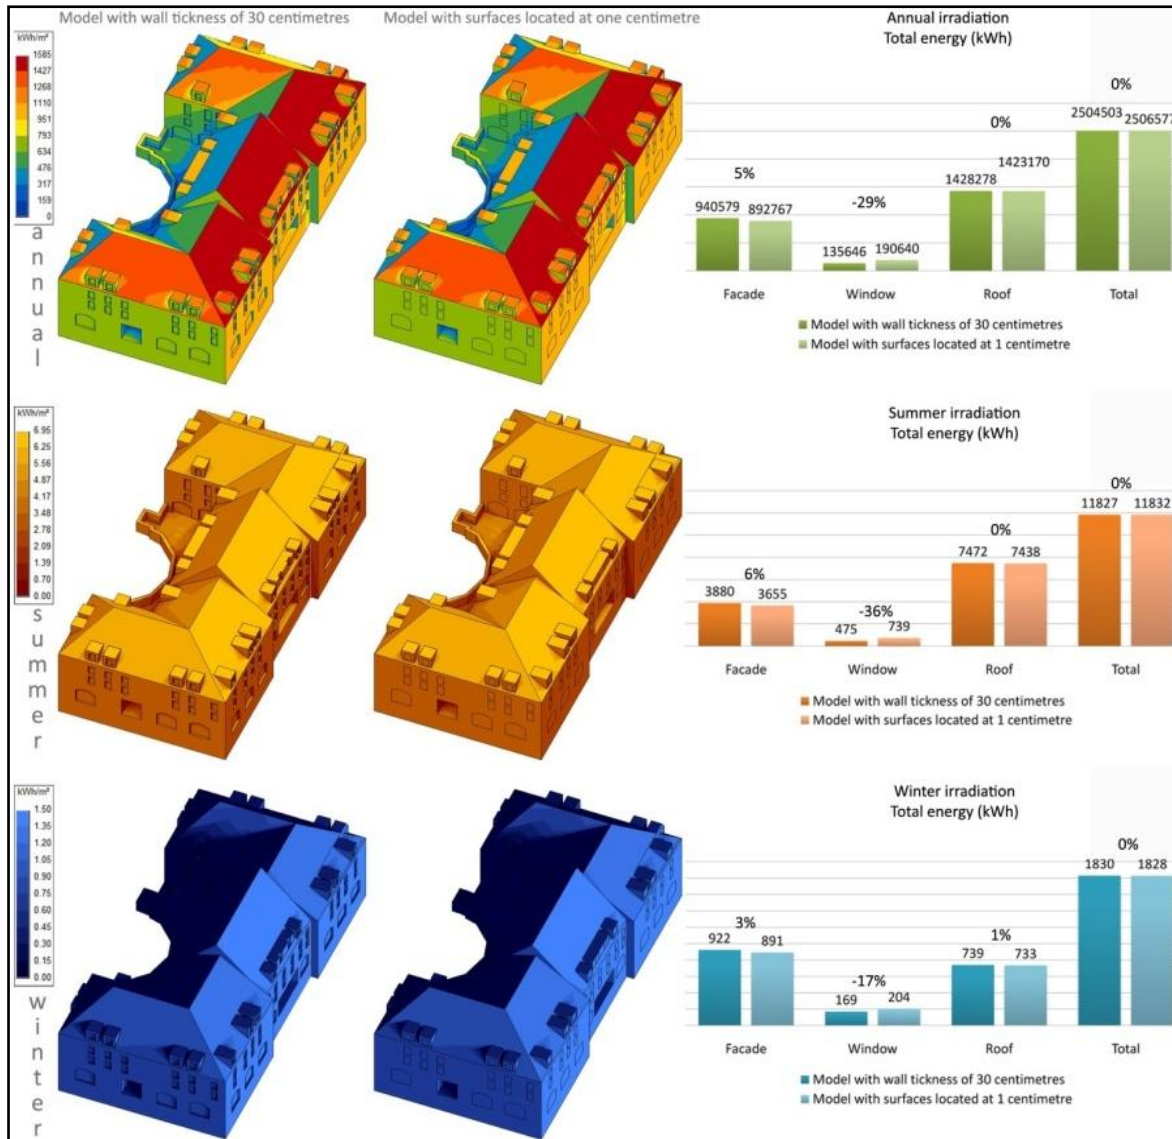 Model with wall tickness of 30 centimetres
Model with surfaces located at one centimetre
kWh/m²
1585
1427
1268
1110
951
793
634
476
317
159
0
annual
Annual irradiation
Total energy (kWh)
0%
2504503 2506577
0%
1428278 1423170
5%
940579 892767
-29%
135646 190640
Facade Window Roof Total
Model with wall tickness of 30 centimetres
Model with surfaces located at 1 centimetre
kWh/m²
6.95
6.25
5.56
4.87
4.17
3.48
2.78
2.09
1.39
0.70
0.00
summer
Summer irradiation
Total energy (kWh)
0%
11827 11832
0%
7472 7438
6%
3880 3655
-36%
475 739
Facade Window Roof Total
Model with wall tickness of 30 centimetres
Model with surfaces located at 1 centimetre
kWh/m²
1.50
1.35
1.20
1.05
0.90
0.75
0.60
0.45
0.30
0.15
0.00
winter
Winter irradiation
Total energy (kWh)
0%
1830 1828
3%
922 891
1%
739 733
-17%
169 204
Facade Window Roof Total
Model with wall tickness of 30 centimetres
Model with surfaces located at 1 centimetre